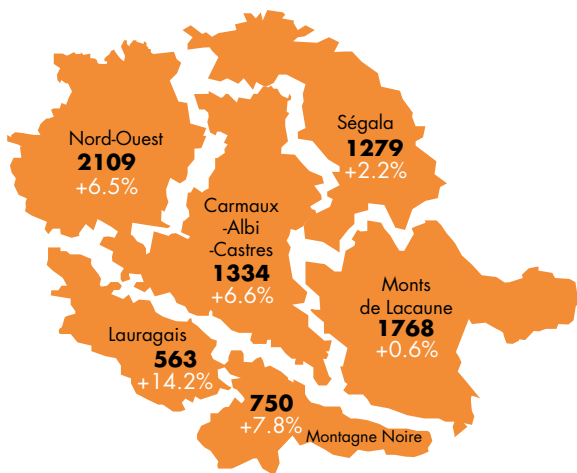 Nord-Ouest
2109
+6.5%
Ségala
1279
+2.2%
Carmaux
-Albi
-Castres
1334
+6.6%
Monts
de Lacaune
1768
+0.6%
Lauragais
563
+14.2%
750
+7.8%
Montagne Noire